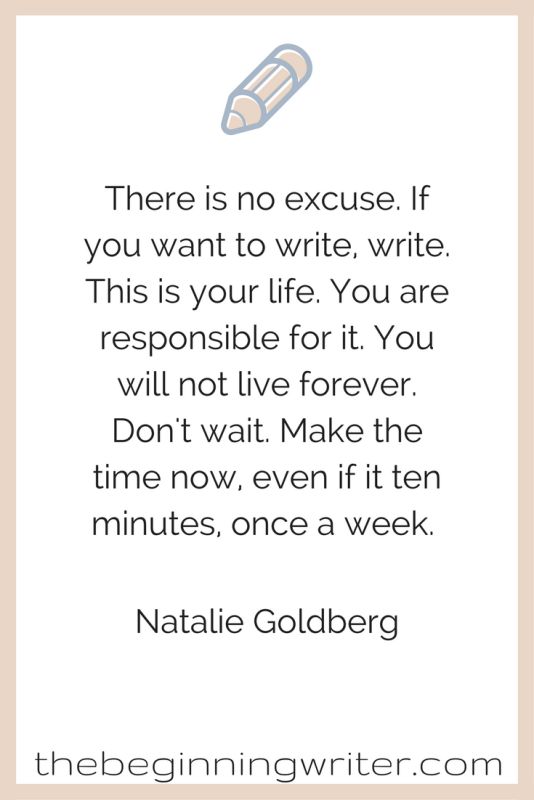 There is no excuse. If
you want to write, write.
This is your life. You are
responsible for it. You
will not live forever.
Don't wait. Make the
time now, even if it ten
minutes, once a week.
Natalie Goldberg
thebeginningwriter.com